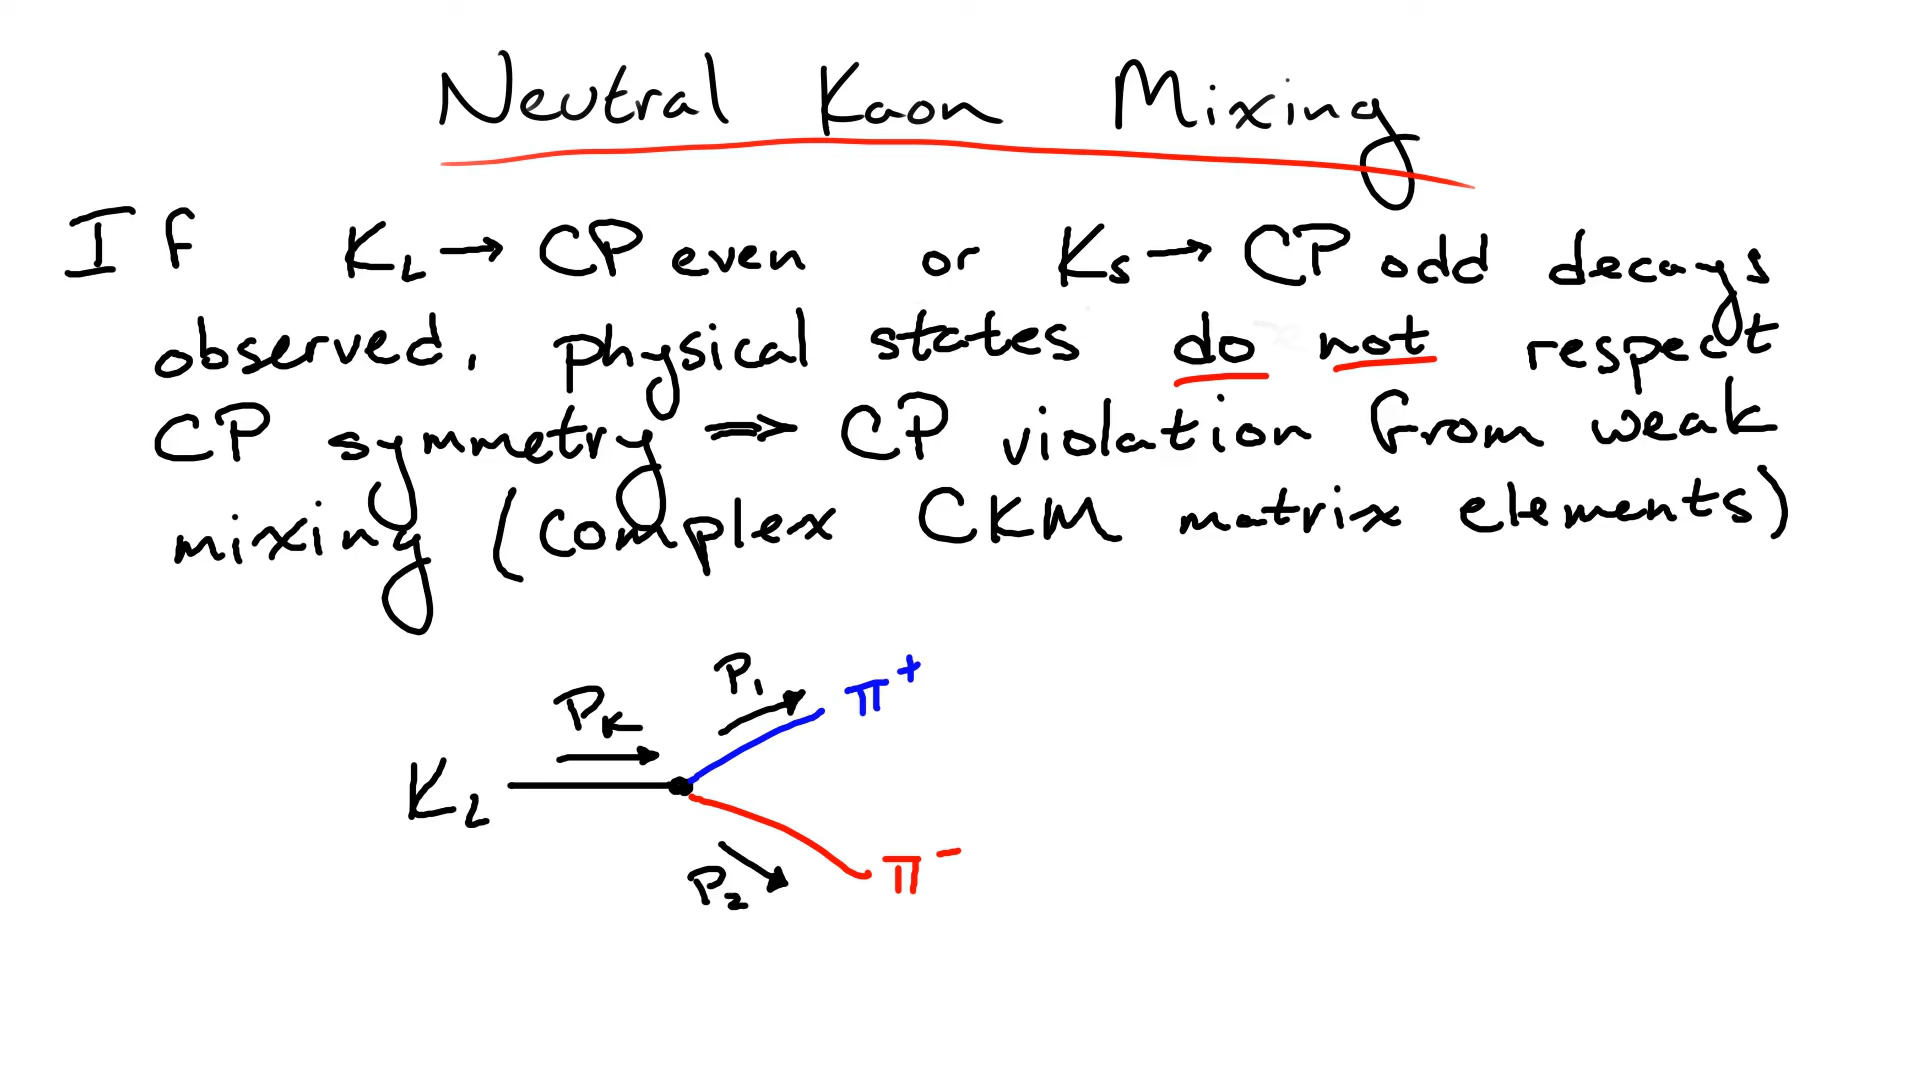 Neutral Kaon Mixing
If K_L → CP even or K_S → CP odd decays
observed, physical states do not respect
CP symmetry ⇒ CP violation from weak
mixing (complex CKM matrix elements)
P_1 π^+
P_K
K_L
P_2 π^-